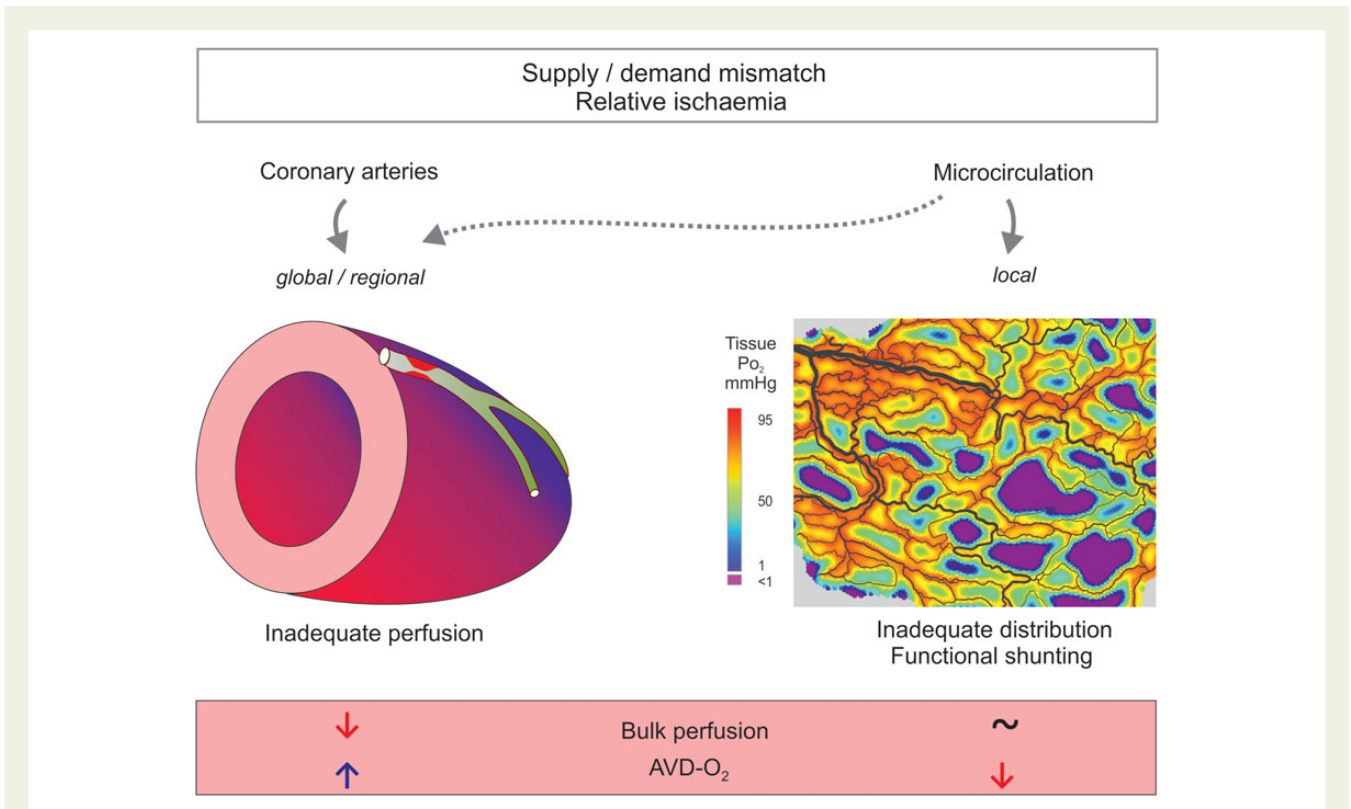 Supply / demand mismatch
Relative ischaemia
Coronary arteries
Microcirculation
global / regional
local
Tissue
Po₂
mmHg
95
50
1
<1
Inadequate perfusion
Inadequate distribution
Functional shunting
↓ Bulk perfusion ~
↑ AVD-O₂ ↓